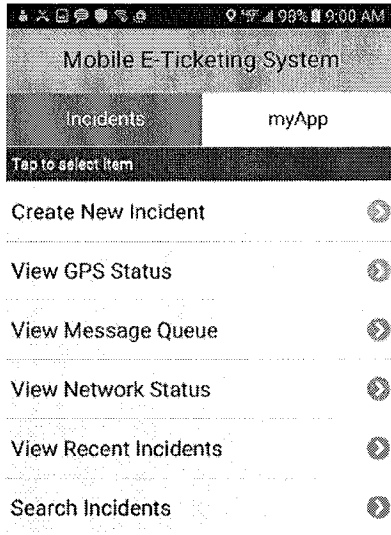 98% 9:00 AM
Mobile E-Ticketing System
Incidents
myApp
Tap to select item
Create New Incident
View GPS Status
View Message Queue
View Network Status
View Recent Incidents
Search Incidents